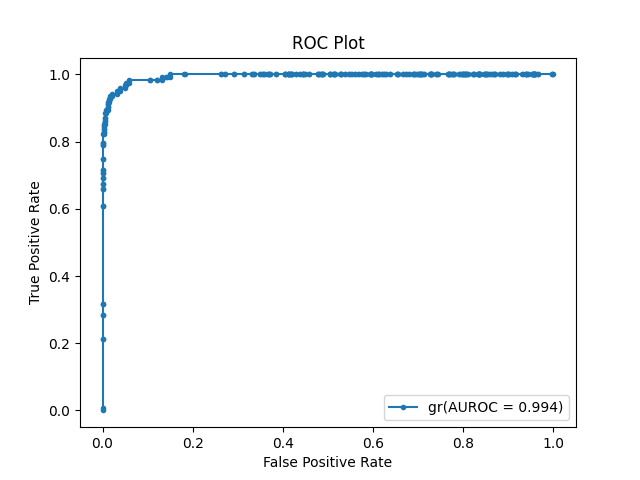 ROC Plot
1.0
0.8
0.6
0.4
0.2
0.0
True Positive Rate
gr(AUROC = 0.994)
0.0 0.2 0.4 0.6 0.8 1.0
False Positive Rate